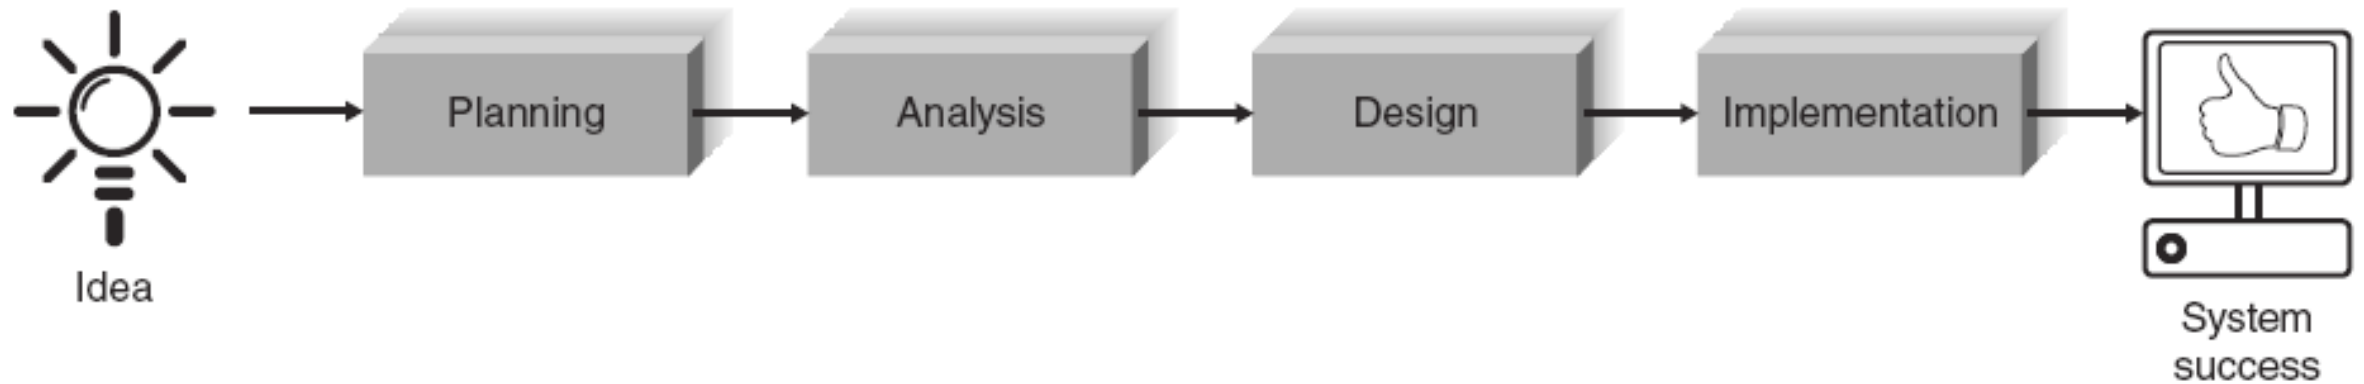 Planning
Analysis
Design
Implementation
Idea
System
success